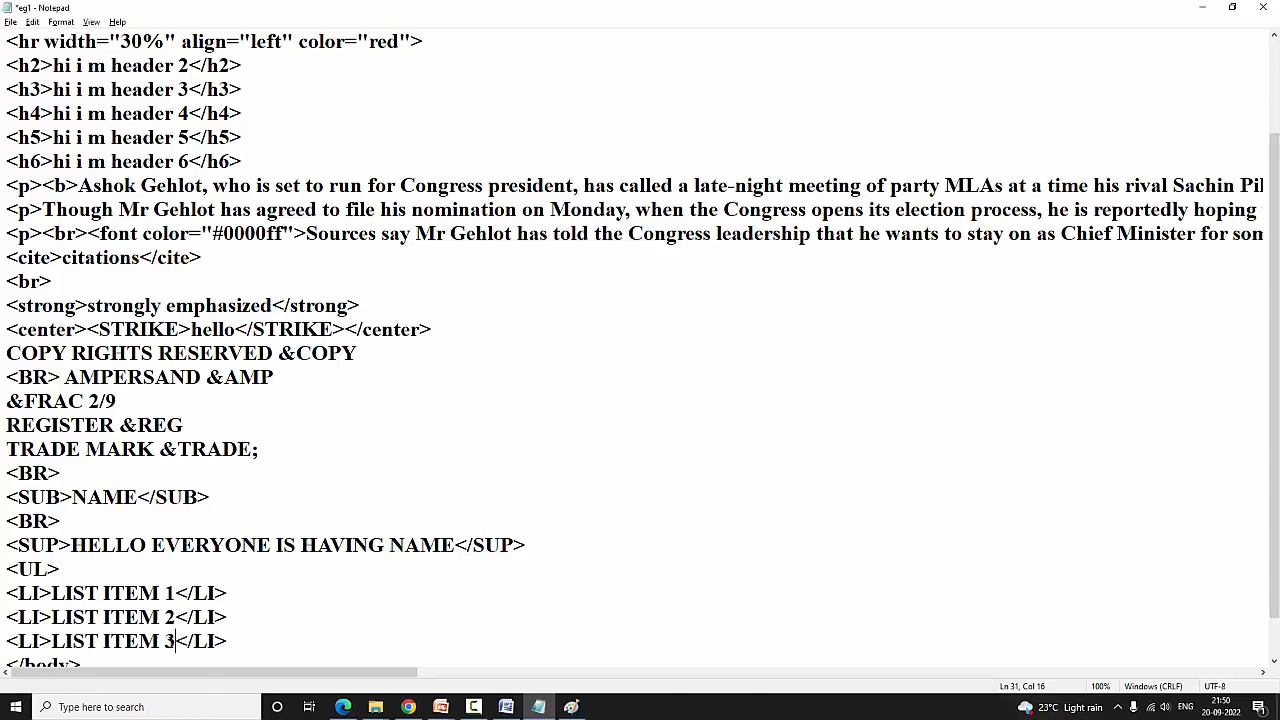 *eg1 - Notepad
File Edit Format View Help
<hr width="30%" align="left" color="red">
<h2>hi i m header 2</h2>
<h3>hi i m header 3</h3>
<h4>hi i m header 4</h4>
<h5>hi i m header 5</h5>
<h6>hi i m header 6</h6>
<p><b>Ashok Gehlot, who is set to run for Congress president, has called a late-night meeting of party MLAs at a time his rival Sachin Pil
<p>Though Mr Gehlot has agreed to file his nomination on Monday, when the Congress opens its election process, he is reportedly hoping
<p><br><font color="#0000ff">Sources say Mr Gehlot has told the Congress leadership that he wants to stay on as Chief Minister for som
<cite>citations</cite>
<br>
<strong>strongly emphasized</strong>
<center><STRIKE>hello</STRIKE></center>
COPY RIGHTS RESERVED &COPY
<BR> AMPERSAND &AMP
&FRAC 2/9
REGISTER &REG
TRADE MARK &TRADE;
<BR>
<SUB>NAME</SUB>
<BR>
<SUP>HELLO EVERYONE IS HAVING NAME</SUP>
<UL>
<LI>LIST ITEM 1</LI>
<LI>LIST ITEM 2</LI>
<LI>LIST ITEM 3</LI>
</body>
Ln 31, Col 16 100% Windows (CRLF) UTF-8
Type here to search
23°C Light rain ENG 21:50
20-09-2022